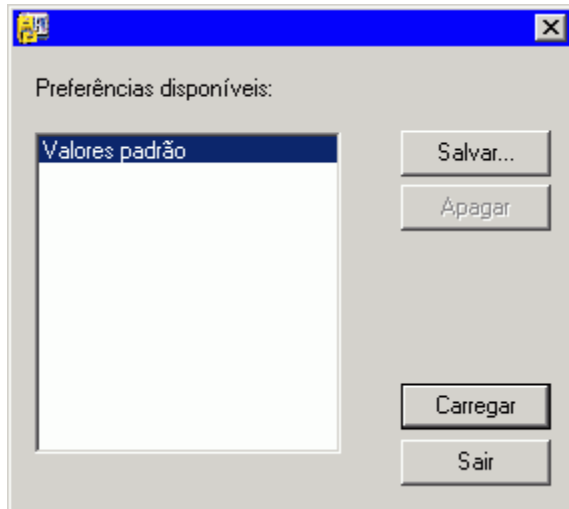 Preferências disponíveis:
Valores padrão
Salvar...
Apagar
Carregar
Sair